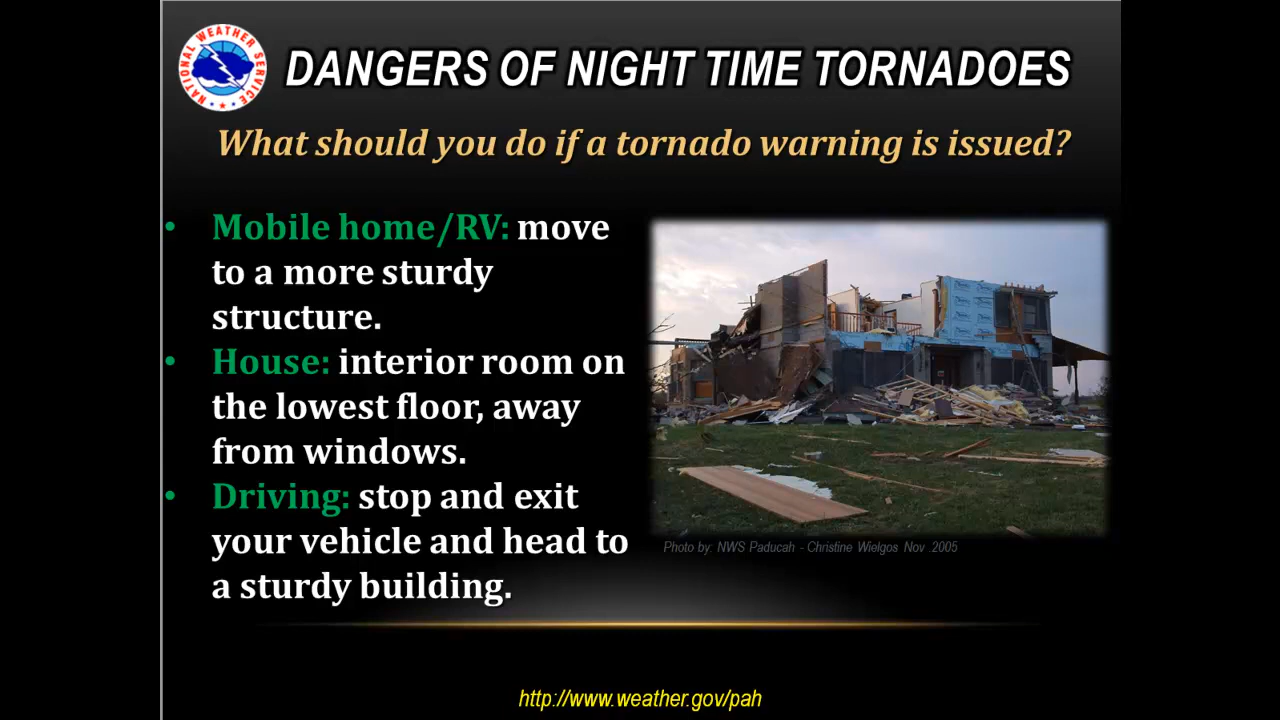 NATIONAL WEATHER SERVICE
DANGERS OF NIGHT TIME TORNADOES
What should you do if a tornado warning is issued?
• Mobile home/RV: move
to a more sturdy
structure.
• House: interior room on
the lowest floor, away
from windows.
• Driving: stop and exit
your vehicle and head to
a sturdy building.
Photo by: NWS Paducah - Christine Wielgos Nov .2005
http://www.weather.gov/pah